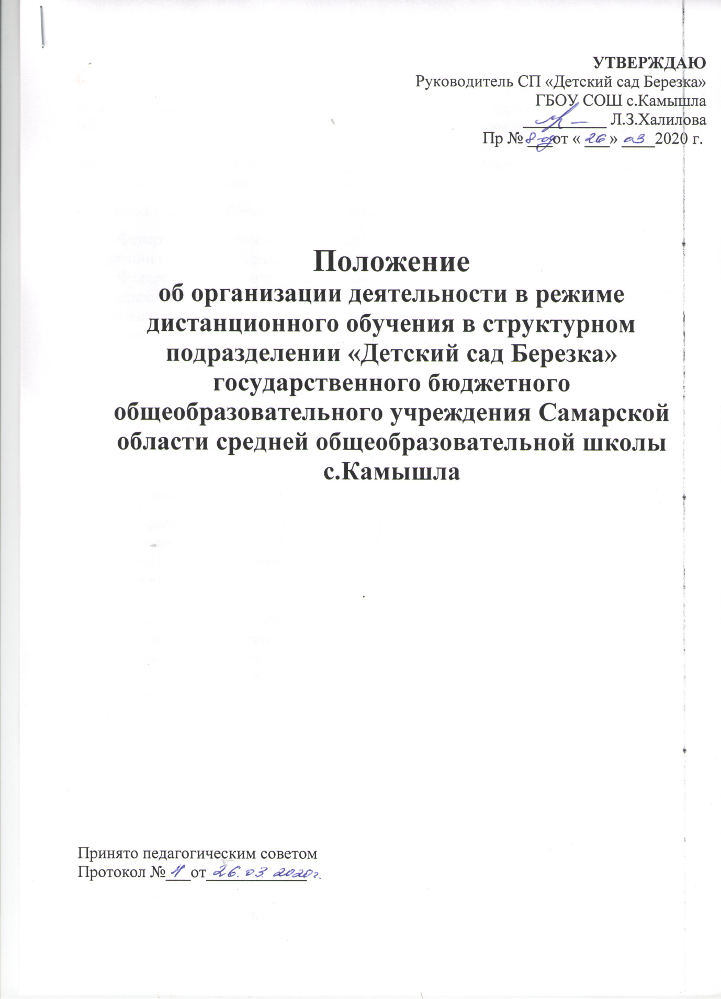 УТВЕРЖДАЮ
Руководитель СП «Детский сад Березка»
ГБОУ СОШ с.Камышла
__________ Л.З.Халилова
Пр № 8-од от « 26 » 03 2020 г.
Положение
об организации деятельности в режиме
дистанционного обучения в структурном
подразделении «Детский сад Березка»
государственного бюджетного
общеобразовательного учреждения Самарской
области средней общеобразовательной школы
с.Камышла
Принято педагогическим советом
Протокол № от 26.03.2020г.